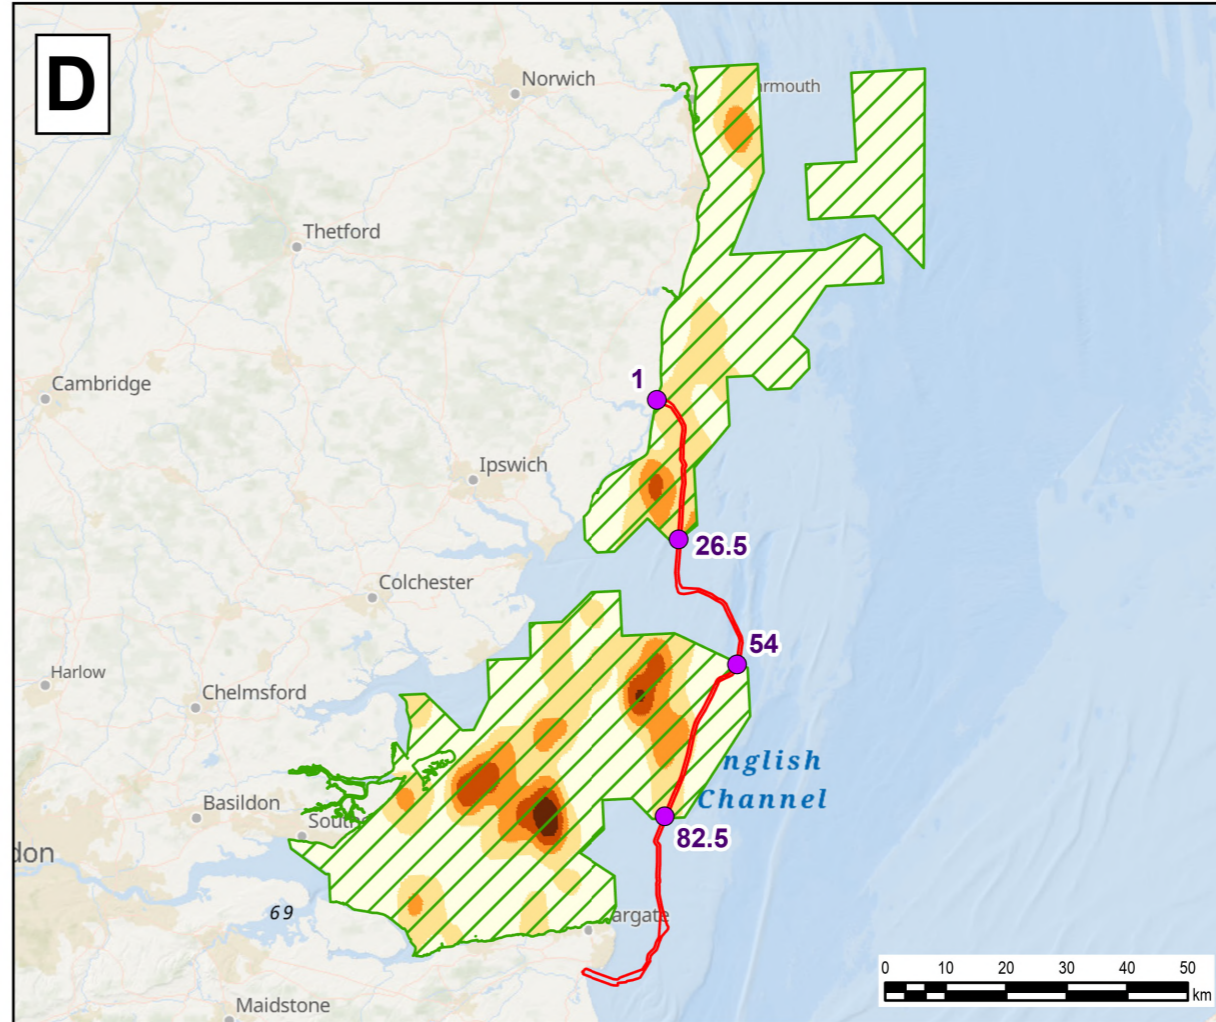 D
Norwich
armouth
Thetford
Cambridge
1
Ipswich
26.5
Colchester
54
Harlow
Chelmsford
nglish
Channel
Basildon
South
82.5
don
69
argate
Maidstone
0 10 20 30 40 50
km